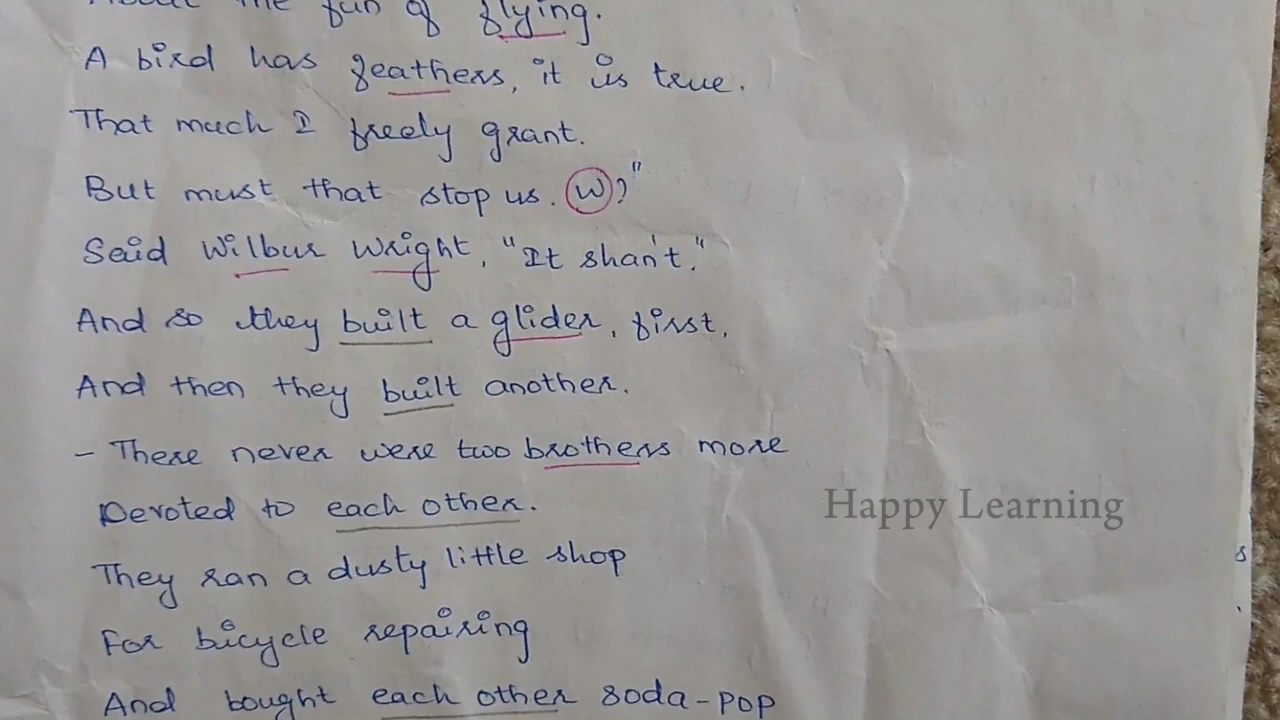 About the fun of flying.
A bird has feathers, it is true.
That much I freely grant.
But must that stop us. W?"
Said Wilbur Wright, "It shan't."
And so they built a glider, first,
And then they built another.
- There never were two brothers more
Devoted to each other.
They ran a dusty little shop
For bicycle repairing
And bought each other soda-pop
Happy Learning
s